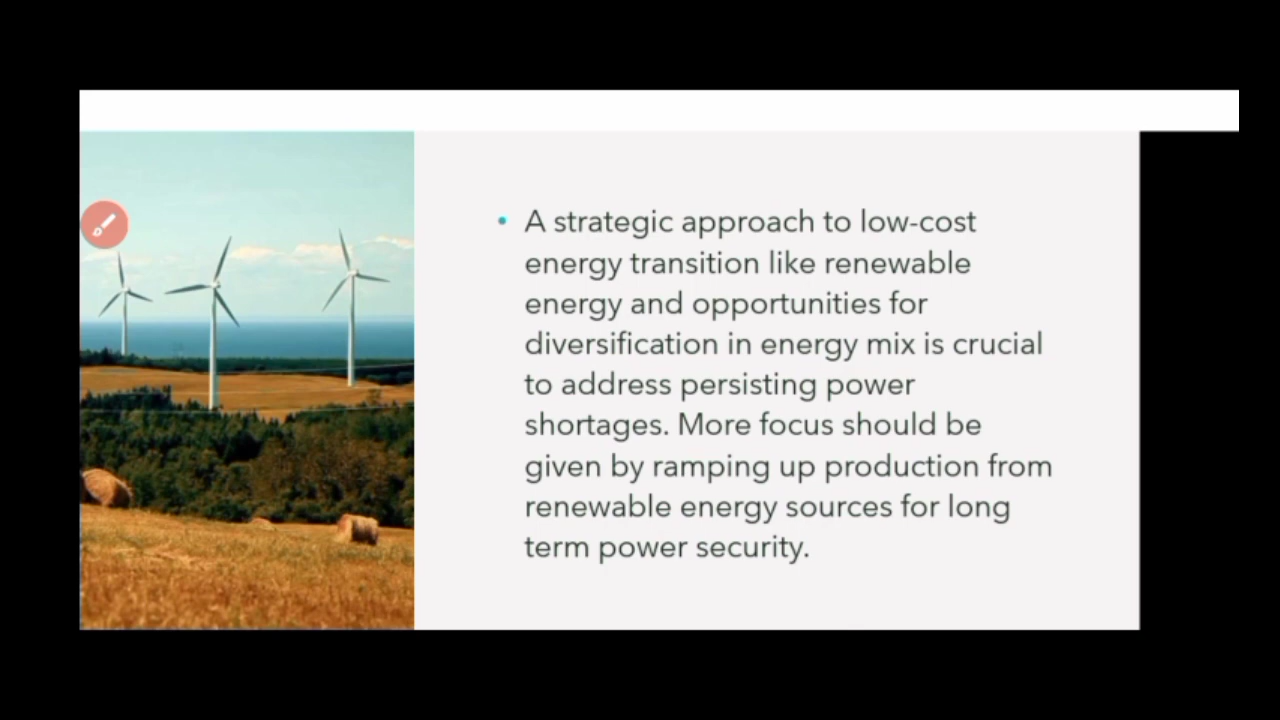 A strategic approach to low-cost
energy transition like renewable
energy and opportunities for
diversification in energy mix is crucial
to address persisting power
shortages. More focus should be
given by ramping up production from
renewable energy sources for long
term power security.